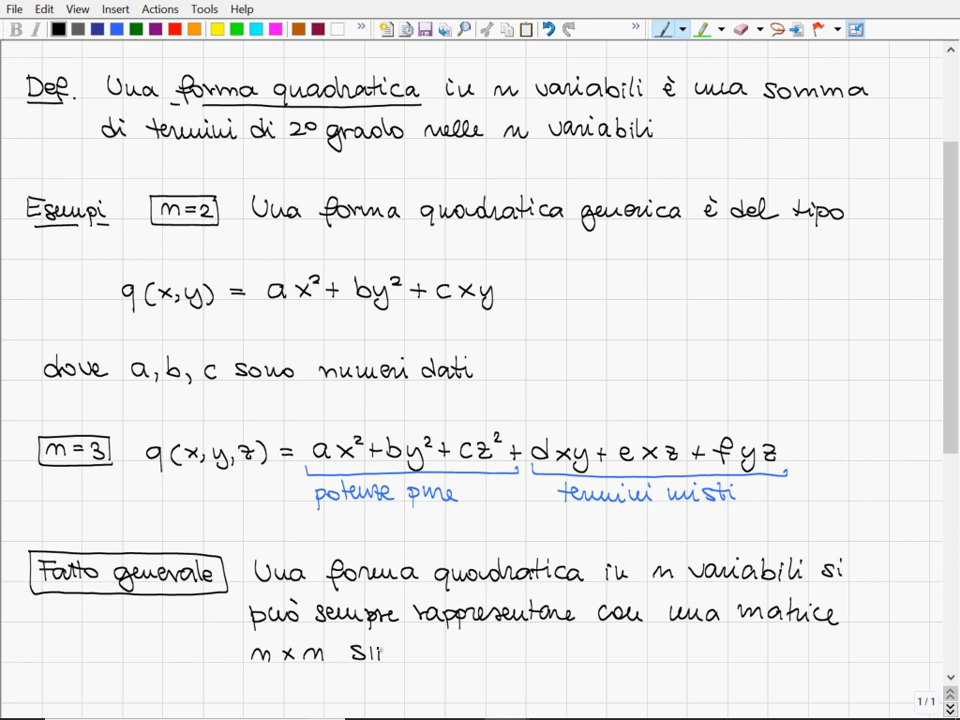 File Edit View Insert Actions Tools Help
B I
Def. Una forma quadratica in n variabili è una somma
di termini di 2º grado nelle n variabili
Esempi n=2 Una forma quadratica generica è del tipo
q(x,y) = ax²+ by² + cxy
dove a, b, c sono numeri dati
n=3 q(x,y,z) = ax²+by²+cz²+dxy+exz+fyz
potenze pure termini misti
Fatto generale Una forma quadratica in n variabili si
può sempre rappresentare con una matrice
n×n
1/1